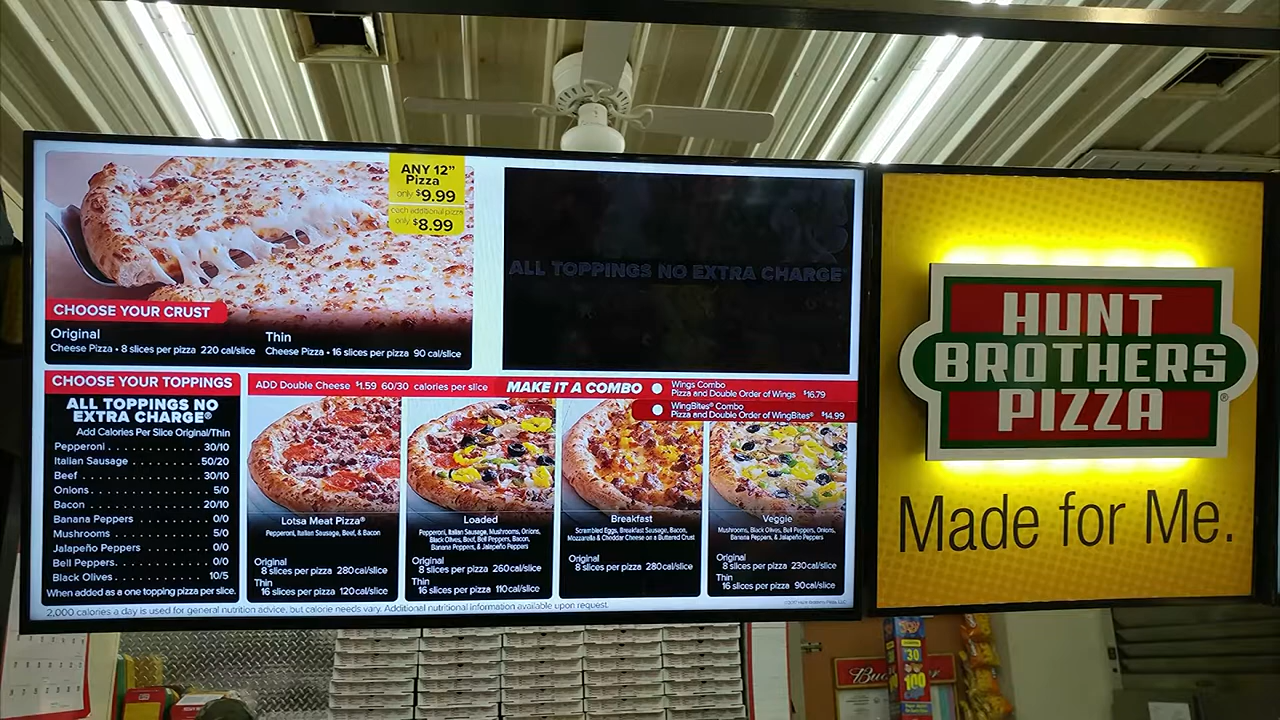 ANY 12"
Pizza
only $9.99
each additional pizza
only $8.99
CHOOSE YOUR CRUST
Original
Cheese Pizza • 8 slices per pizza 220 cal/slice
Thin
Cheese Pizza • 16 slices per pizza 90 cal/slice
ALL TOPPINGS NO EXTRA CHARGE
CHOOSE YOUR TOPPINGS
ALL TOPPINGS NO
EXTRA CHARGE®
Add Calories Per Slice Original/Thin
Pepperoni . . . . . . . . . . . . 30/10
Italian Sausage . . . . . . . . . 50/20
Beef . . . . . . . . . . . . . . . 30/10
Onions . . . . . . . . . . . . . . . 5/0
Bacon . . . . . . . . . . . . . . 20/10
Banana Peppers . . . . . . . . 0/0
Mushrooms . . . . . . . . . . . . 5/0
Jalapeño Peppers . . . . . . . 0/0
Bell Peppers. . . . . . . . . . . . 0/0
Black Olives. . . . . . . . . . . . 10/5
When added as a one topping pizza per slice.
ADD Double Cheese $1.59 60/30 calories per slice
MAKE IT A COMBO
Wings Combo
Pizza and Double Order of Wings $16.79
WingBites® Combo
Pizza and Double Order of WingBites® $14.99
Lotsa Meat Pizza®
Pepperoni, Italian Sausage, Beef, & Bacon
Original
8 slices per pizza 280cal/slice
Thin
16 slices per pizza 120cal/slice
Loaded
Pepperoni, Italian Sausage, Mushrooms, Onions,
Black Olives, Beef, Bell Peppers, Bacon,
Banana Peppers, & Jalapeño Peppers
Original
8 slices per pizza 260cal/slice
Thin
16 slices per pizza 110cal/slice
Breakfast
Scrambled Eggs, Breakfast Sausage, Bacon,
Mozzarella & Cheddar Cheese on a Buttered Crust
Original
8 slices per pizza 280cal/slice
Veggie
Mushrooms, Black Olives, Bell Peppers, Onions,
Banana Peppers, & Jalapeño Peppers
Original
8 slices per pizza 230cal/slice
Thin
16 slices per pizza 90cal/slice
2,000 calories a day is used for general nutrition advice, but calorie needs vary. Additional nutritional information available upon request.
HUNT
BROTHERS
PIZZA®
Made for Me.
$30
100